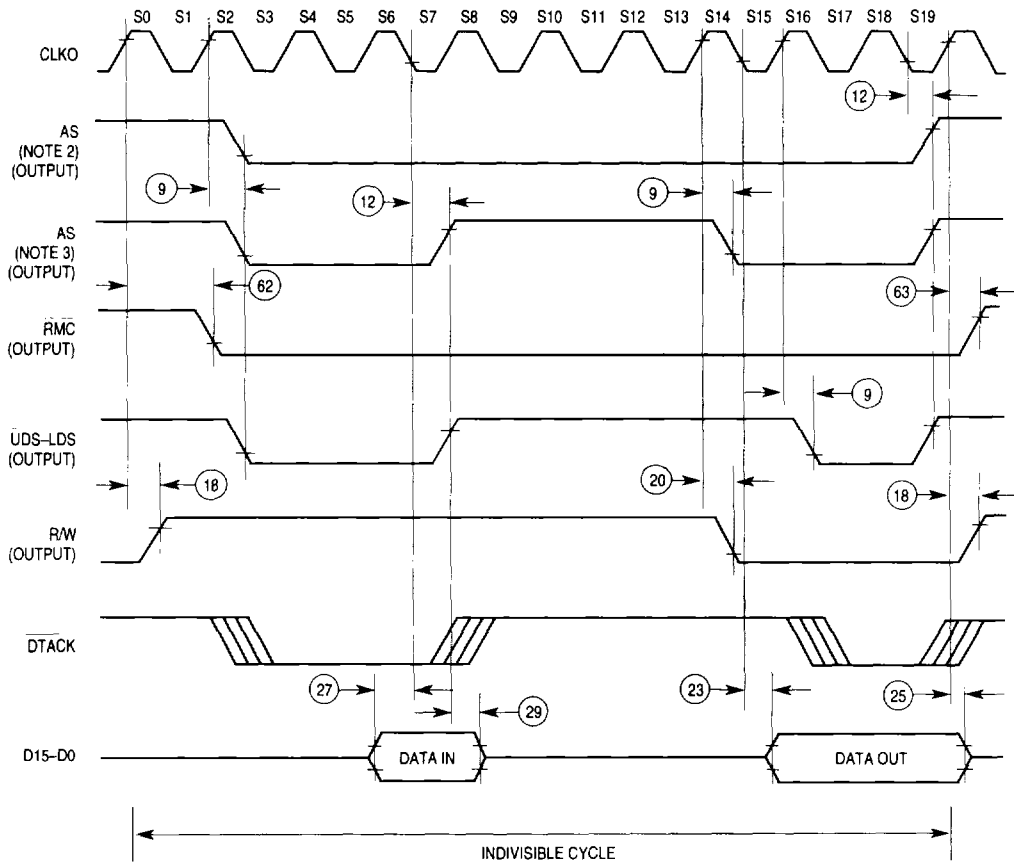 S0 S1 S2 S3 S4 S5 S6 S7 S8 S9 S10 S11 S12 S13 S14 S15 S16 S17 S18 S19
CLKO
12
AS
(NOTE 2)
(OUTPUT)
9
12
9
AS
(NOTE 3)
(OUTPUT)
62
63
RMC
(OUTPUT)
9
UDS–LDS
(OUTPUT)
18
20
18
R/W
(OUTPUT)
DTACK
27
29
23
25
D15–D0
DATA IN
DATA OUT
INDIVISIBLE CYCLE